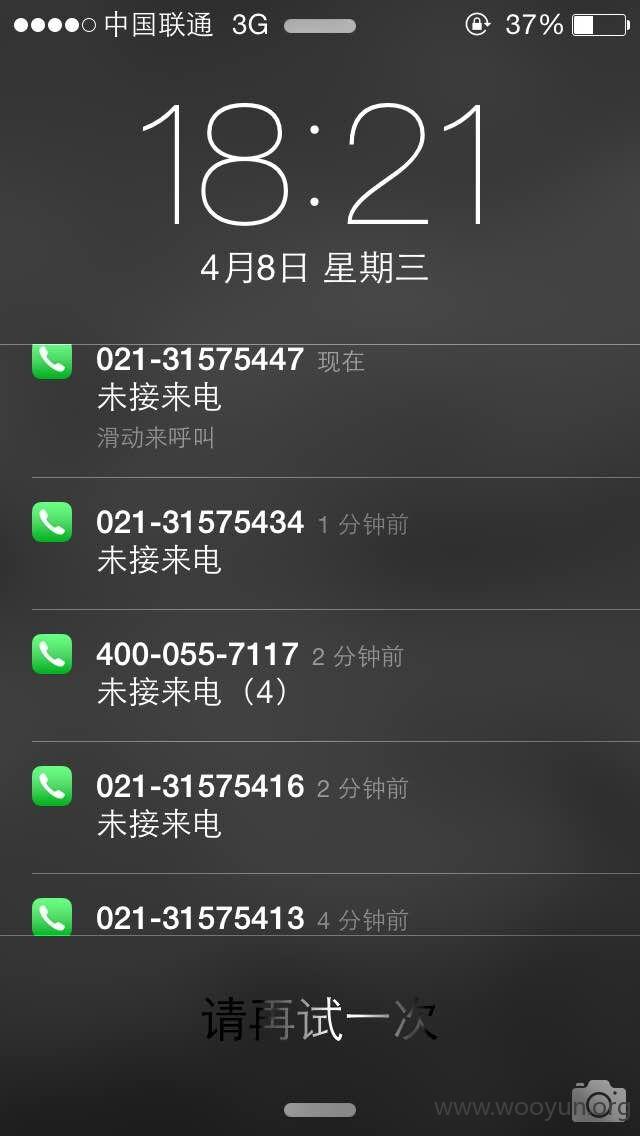 中国联通 3G 37%
18:21
4月8日 星期三
021-31575447 现在
未接来电
滑动来呼叫
021-31575434 1 分钟前
未接来电
400-055-7117 2 分钟前
未接来电（4）
021-31575416 2 分钟前
未接来电
021-31575413 4 分钟前
请再试一次
www.wooyun.org